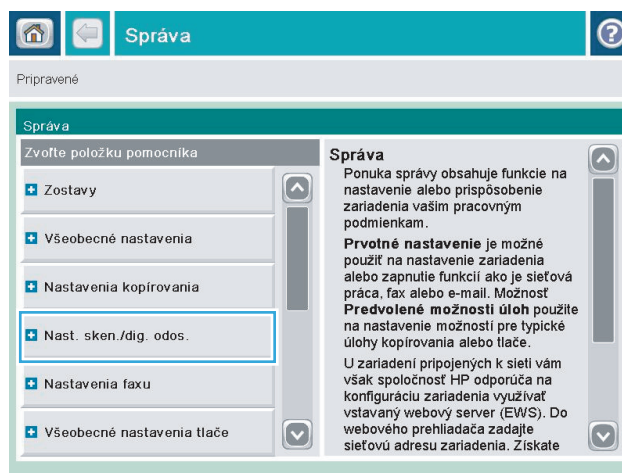 Správa
?
Pripravené
Správa
Zvoľte položku pomocníka
Zostavy
Všeobecné nastavenia
Nastavenia kopírovania
Nast. sken./dig. odos.
Nastavenia faxu
Všeobecné nastavenia tlače
Správa
Ponuka správy obsahuje funkcie na
nastavenie alebo prispôsobenie
zariadenia vašim pracovným
podmienkam.
Prvotné nastavenie je možné
použiť na nastavenie zariadenia
alebo zapnutie funkcií ako je sieťová
práca, fax alebo e-mail. Možnosť
Predvolené možnosti úloh použite
na nastavenie možností pre typické
úlohy kopírovania alebo tlače.
U zariadení pripojených k sieti vám
však spoločnosť HP odporúča na
konfiguráciu zariadenia využívať
vstavaný webový server (EWS). Do
webového prehliadača zadajte
sieťovú adresu zariadenia. Získate